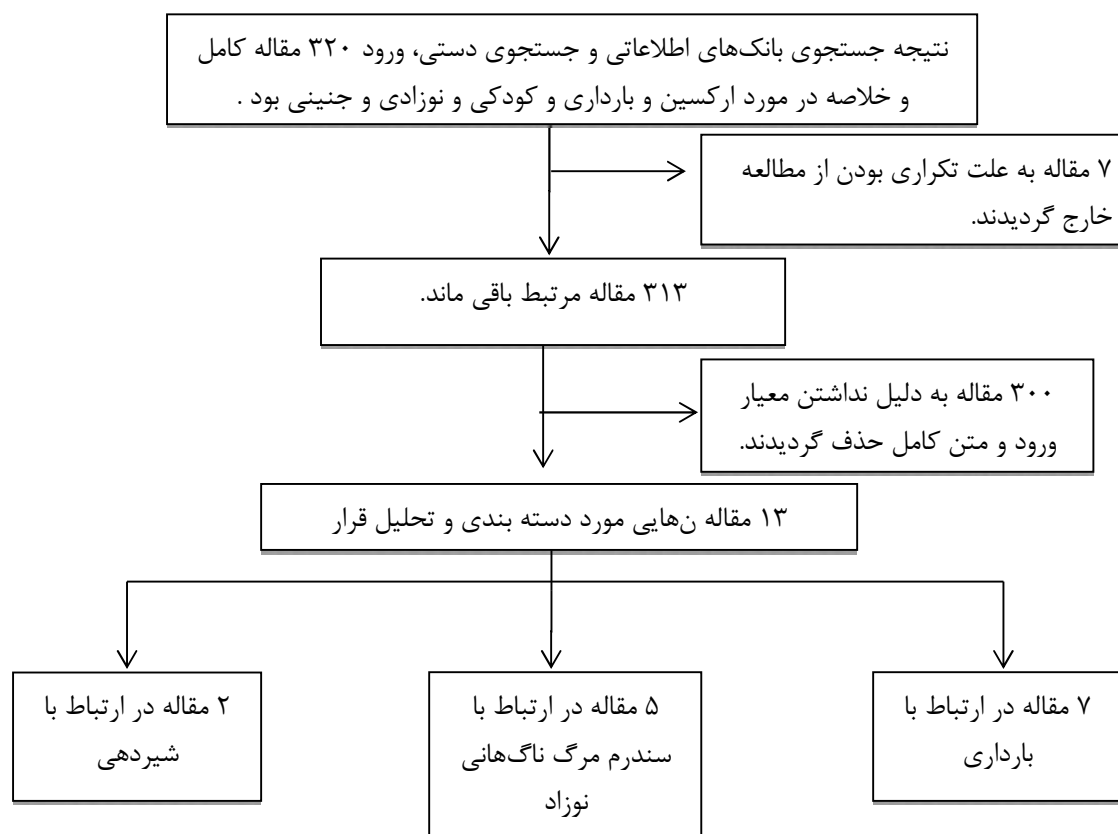 نتیجه جستجوی بانک‌های اطلاعاتی و جستجوی دستی، ورود ۳۲۰ مقاله کامل
و خلاصه در مورد ارکسین و بارداری و کودکی و نوزادی و جنینی بود .
۷ مقاله به علت تکراری بودن از مطالعه
خارج گردیدند.
۳۱۳ مقاله مرتبط باقی ماند.
۳۰۰ مقاله به دلیل نداشتن معیار
ورود و متن کامل حذف گردیدند.
۱۳ مقاله ن‌هایی مورد دسته بندی و تحلیل قرار
۷ مقاله در ارتباط با
بارداری
۵ مقاله در ارتباط با
سندرم مرگ ناگ‌هانی
نوزاد
۲ مقاله در ارتباط با
شیردهی